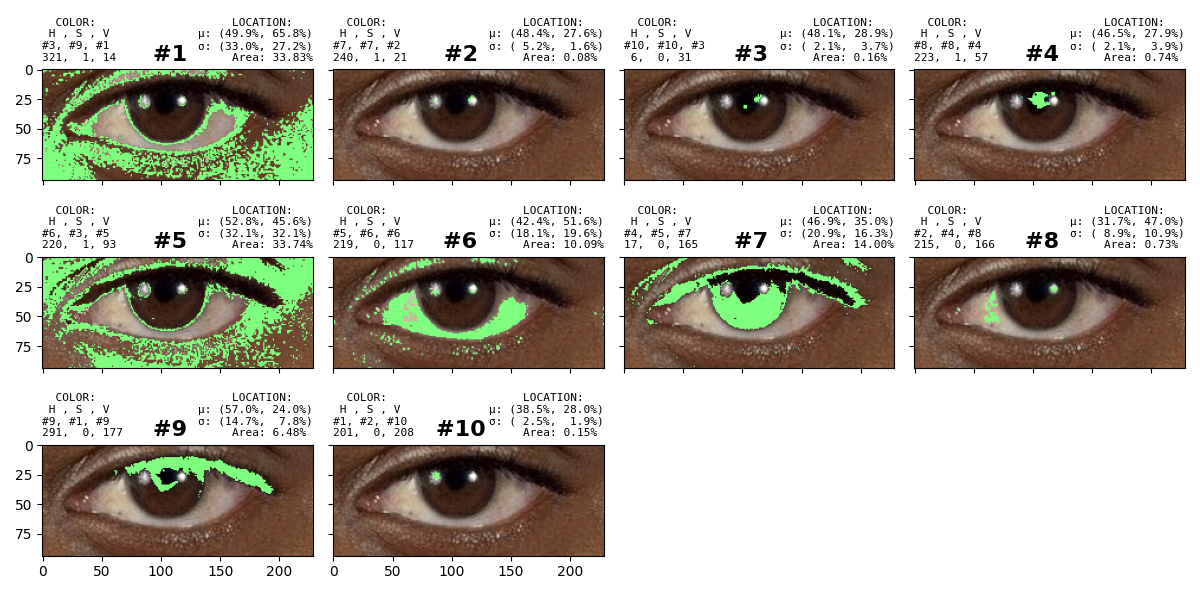 COLOR: LOCATION:
H , S , V μ: (49.9%, 65.8%)
#3, #9, #1 σ: (33.0%, 27.2%)
321, 1, 14 #1 Area: 33.83%
COLOR: LOCATION:
H , S , V μ: (48.4%, 27.6%)
#7, #7, #2 σ: ( 5.2%, 1.6%)
240, 1, 21 #2 Area: 0.08%
COLOR: LOCATION:
H , S , V μ: (48.1%, 28.9%)
#10, #10, #3 σ: ( 2.1%, 3.7%)
6, 0, 31 #3 Area: 0.16%
COLOR: LOCATION:
H , S , V μ: (46.5%, 27.9%)
#8, #8, #4 σ: ( 2.1%, 3.9%)
223, 1, 57 #4 Area: 0.74%
0
25
50
75
COLOR: LOCATION:
H , S , V μ: (52.8%, 45.6%)
#6, #3, #5 σ: (32.1%, 32.1%)
220, 1, 93 #5 Area: 33.74%
COLOR: LOCATION:
H , S , V μ: (42.4%, 51.6%)
#5, #6, #6 σ: (18.1%, 19.6%)
219, 0, 117 #6 Area: 10.09%
COLOR: LOCATION:
H , S , V μ: (46.9%, 35.0%)
#4, #5, #7 σ: (20.9%, 16.3%)
17, 0, 165 #7 Area: 14.00%
COLOR: LOCATION:
H , S , V μ: (31.7%, 47.0%)
#2, #4, #8 σ: ( 8.9%, 10.9%)
215, 0, 166 #8 Area: 0.73%
0
25
50
75
COLOR: LOCATION:
H , S , V μ: (57.0%, 24.0%)
#9, #1, #9 σ: (14.7%, 7.8%)
291, 0, 177 #9 Area: 6.48%
COLOR: LOCATION:
H , S , V μ: (38.5%, 28.0%)
#1, #2, #10 σ: ( 2.5%, 1.9%)
201, 0, 208 #10 Area: 0.15%
0
25
50
75
0 50 100 150 200
0 50 100 150 200